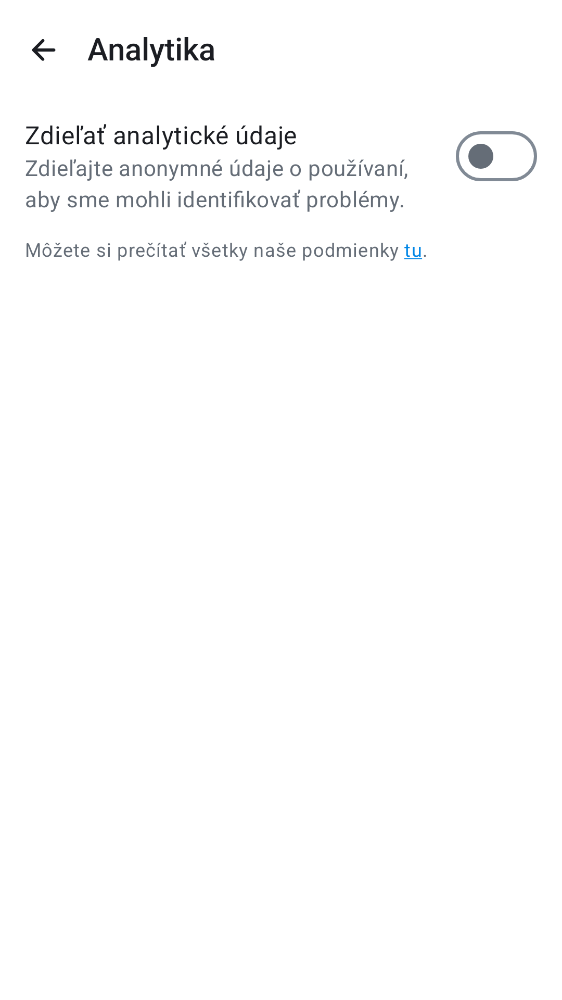 Analytika
Zdieľať analytické údaje
Zdieľajte anonymné údaje o používaní,
aby sme mohli identifikovať problémy.
Môžete si prečítať všetky naše podmienky tu.